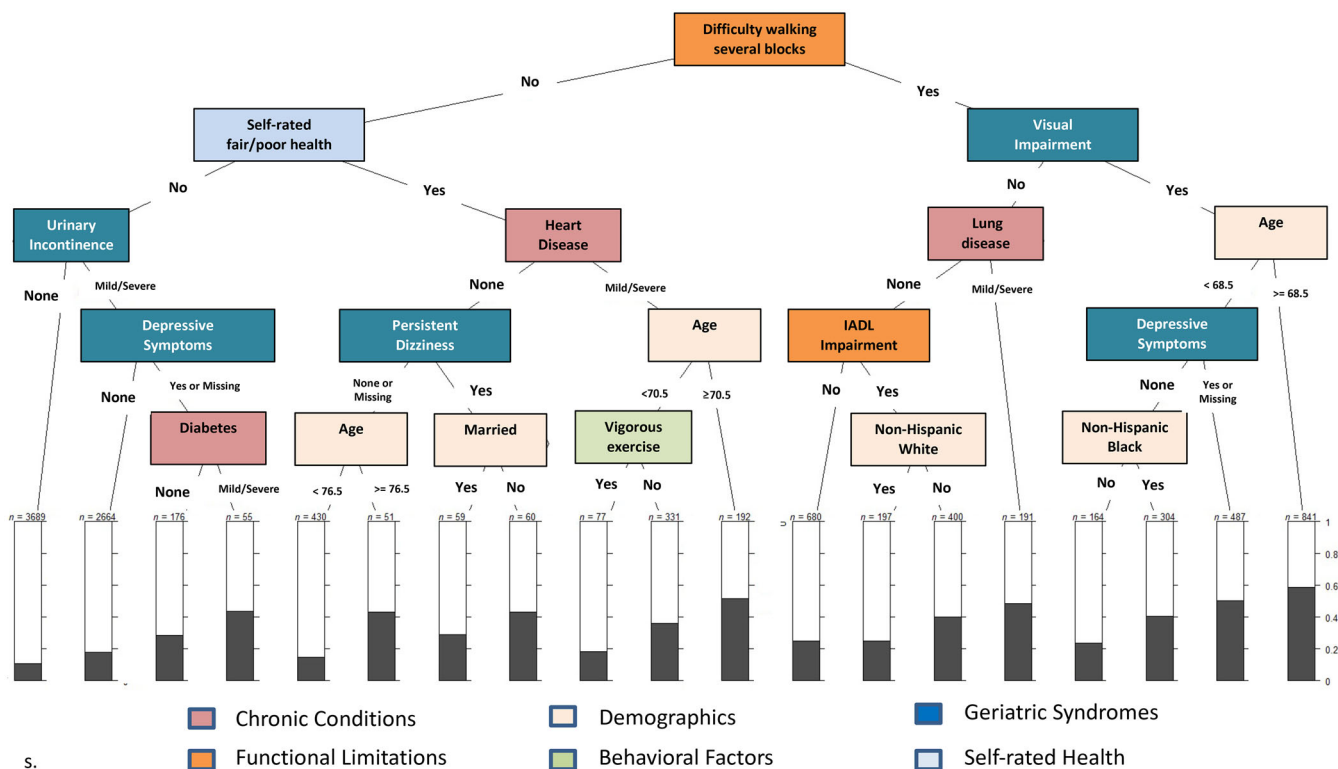 Difficulty walking
several blocks
No
Yes
Self-rated
fair/poor health
Visual
Impairment
No
Yes
No
Yes
Urinary
Incontinence
Heart
Disease
Lung
disease
Age
None
Mild/Severe
None
Mild/Severe
None
Mild/Severe
< 68.5
>= 68.5
Depressive
Symptoms
Persistent
Dizziness
Age
IADL
Impairment
Depressive
Symptoms
None
Yes or Missing
None or
Missing
Yes
<70.5
≥70.5
No
Yes
None
Yes or
Missing
Diabetes
Age
Married
Vigorous
exercise
Non-Hispanic
White
Non-Hispanic
Black
None
Mild/Severe
< 76.5
>= 76.5
Yes
No
Yes
No
Yes
No
No
Yes
n = 3689
n = 2664
n = 176
n = 55
n = 430
n = 51
n = 59
n = 60
n = 77
n = 331
n = 192
n = 680
n = 197
n = 400
n = 191
n = 164
n = 304
n = 487
n = 841
1
0.8
0.6
0.4
0.2
0
Chronic Conditions
Demographics
Geriatric Syndromes
Functional Limitations
Behavioral Factors
Self-rated Health
s.